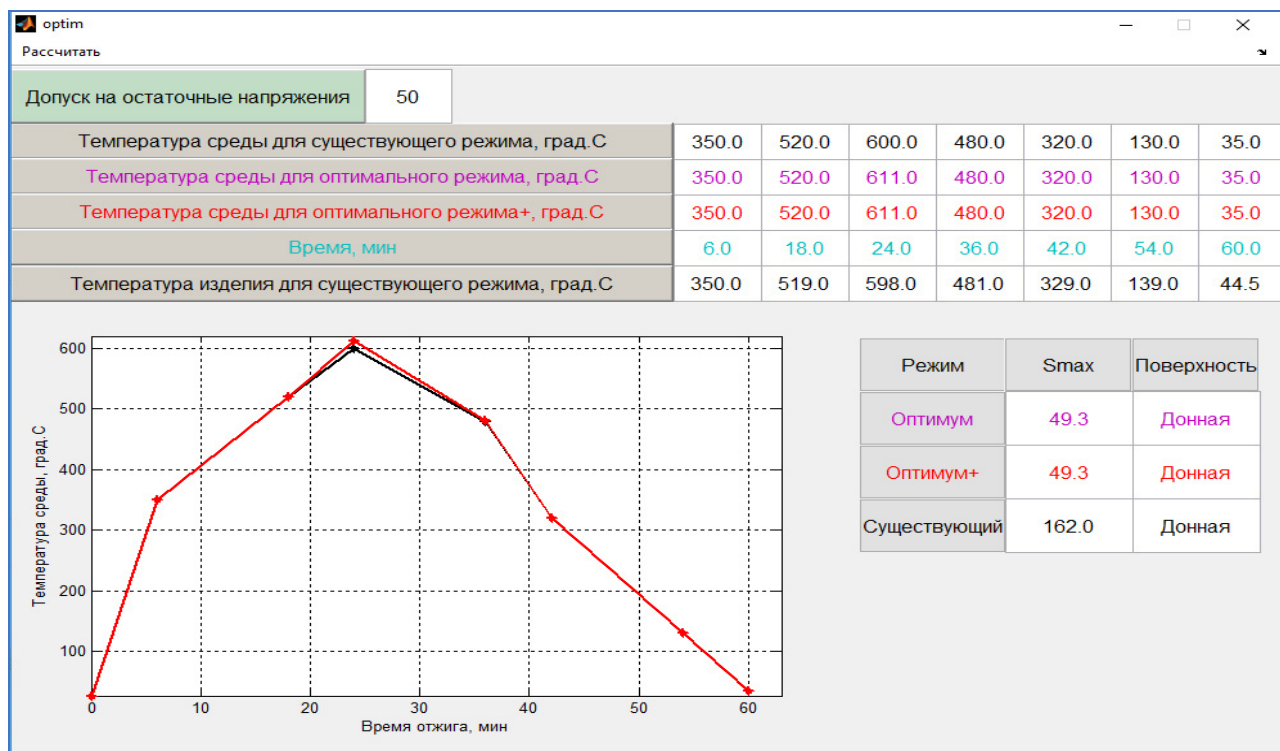 optim
Рассчитать
Допуск на остаточные напряжения 50
Температура среды для существующего режима, град.С 350.0 520.0 600.0 480.0 320.0 130.0 35.0
Температура среды для оптимального режима, град.С 350.0 520.0 611.0 480.0 320.0 130.0 35.0
Температура среды для оптимального режима+, град.С 350.0 520.0 611.0 480.0 320.0 130.0 35.0
Время, мин 6.0 18.0 24.0 36.0 42.0 54.0 60.0
Температура изделия для существующего режима, град.С 350.0 519.0 598.0 481.0 329.0 139.0 44.5
Температура среды, град.С
600
500
400
300
200
100
0 10 20 30 40 50 60
Время отжига, мин
Режим Smax Поверхность
Оптимум 49.3 Донная
Оптимум+ 49.3 Донная
Существующий 162.0 Донная